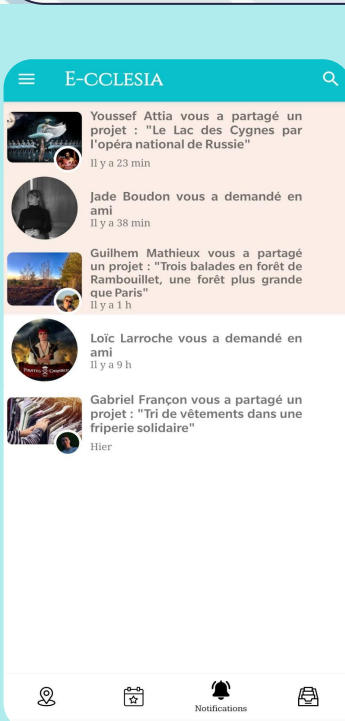 E-CCLESIA
Youssef Attia vous a partagé un
projet : "Le Lac des Cygnes par
l'opéra national de Russie"
Il y a 23 min
Jade Boudon vous a demandé en
ami
Il y a 38 min
Guilhem Mathieux vous a partagé
un projet : "Trois balades en forêt de
Rambouillet, une forêt plus grande
que Paris"
Il y a 1 h
Loïc Larroche vous a demandé en
ami
Il y a 9 h
Gabriel Françon vous a partagé un
projet : "Tri de vêtements dans une
friperie solidaire"
Hier
Notifications